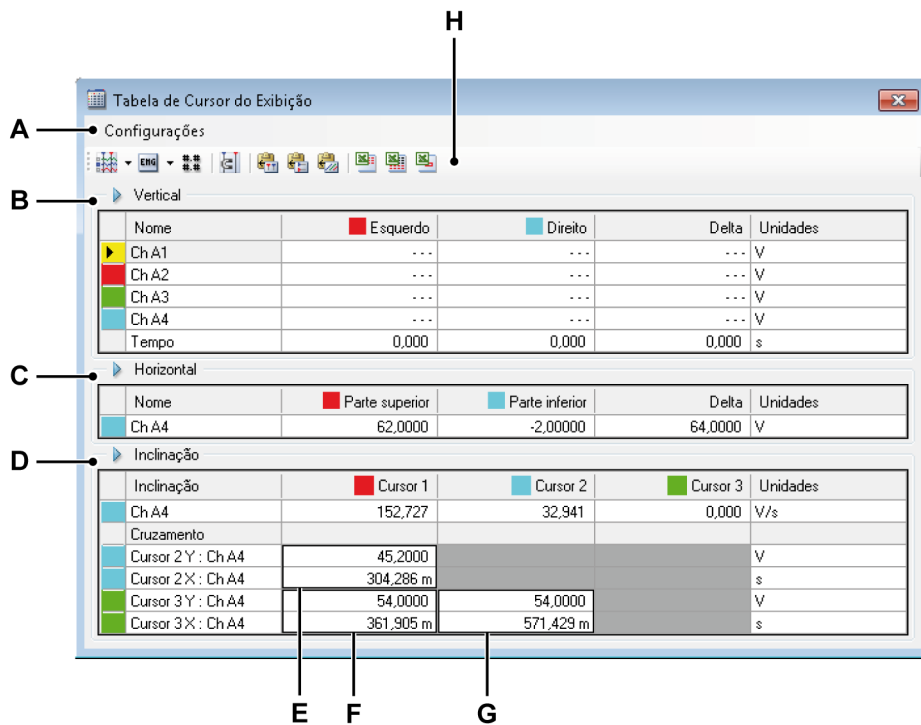 H
Tabela de Cursor do Exibição
A
Configurações
ENG
B
Vertical
Nome Esquerdo Direito Delta Unidades
Ch A1 - - - - - - - - - V
Ch A2 - - - - - - - - - V
Ch A3 - - - - - - - - - V
Ch A4 - - - - - - - - - V
Tempo 0,000 0,000 0,000 s
C
Horizontal
Nome Parte superior Parte inferior Delta Unidades
Ch A4 62,0000 -2,00000 64,0000 V
D
Inclinação
Inclinação Cursor 1 Cursor 2 Cursor 3 Unidades
Ch A4 152,727 32,941 0,000 V/s
Cruzamento
Cursor 2 Y : Ch A4 45,2000 V
Cursor 2 X : Ch A4 304,286 m s
Cursor 3 Y : Ch A4 54,0000 54,0000 V
Cursor 3 X : Ch A4 361,905 m 571,429 m s
E F G